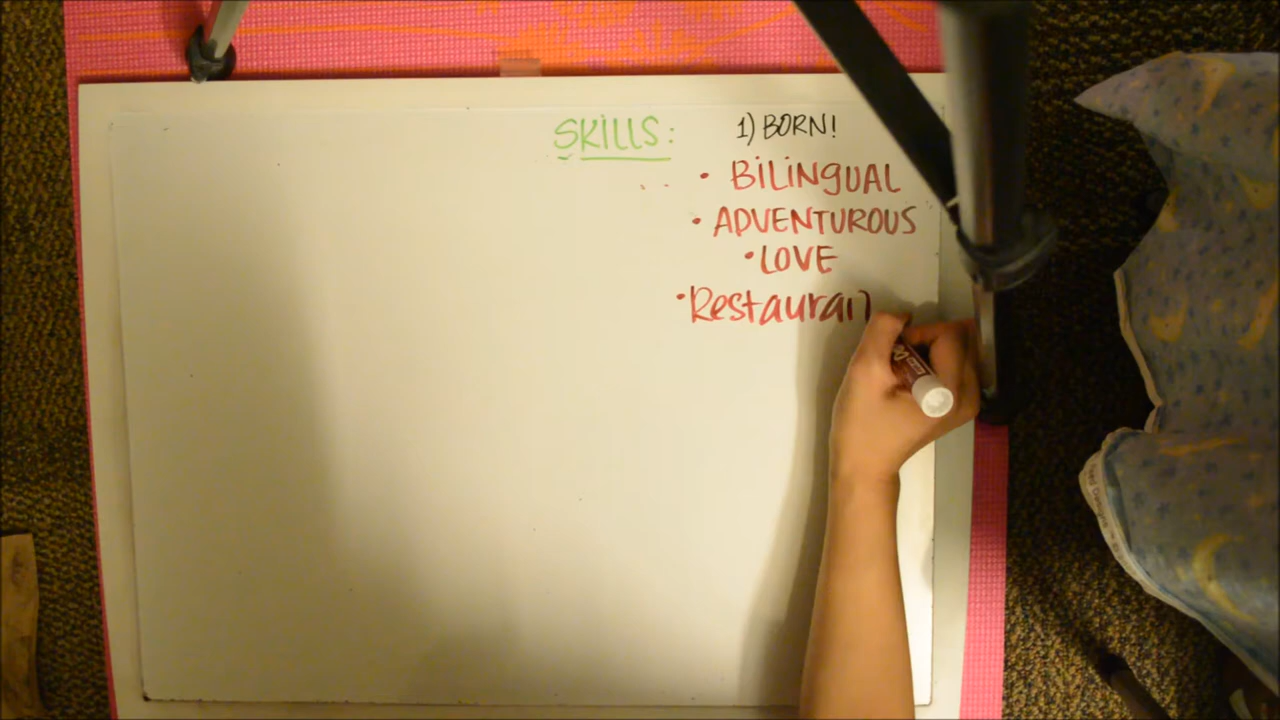 SKILLS: 1) BORN!
• BILINGUAL
• ADVENTUROUS
• LOVE
• Restaura